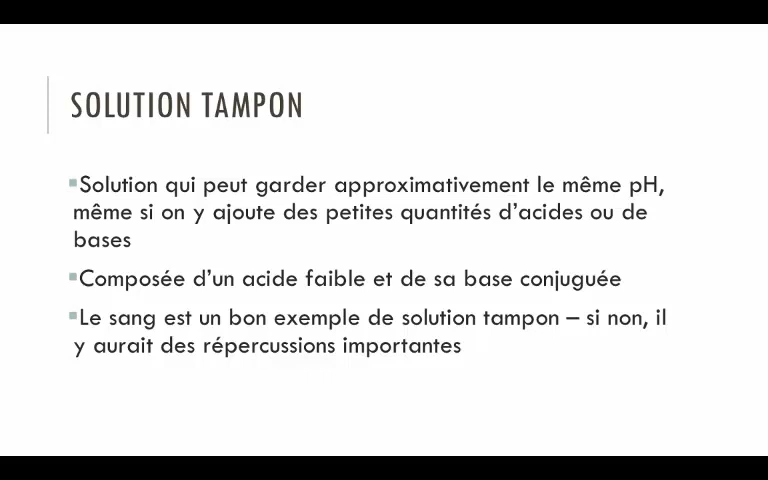 SOLUTION TAMPON
▪Solution qui peut garder approximativement le même pH,
même si on y ajoute des petites quantités d’acides ou de
bases
▪Composée d’un acide faible et de sa base conjuguée
▪Le sang est un bon exemple de solution tampon – si non, il
y aurait des répercussions importantes